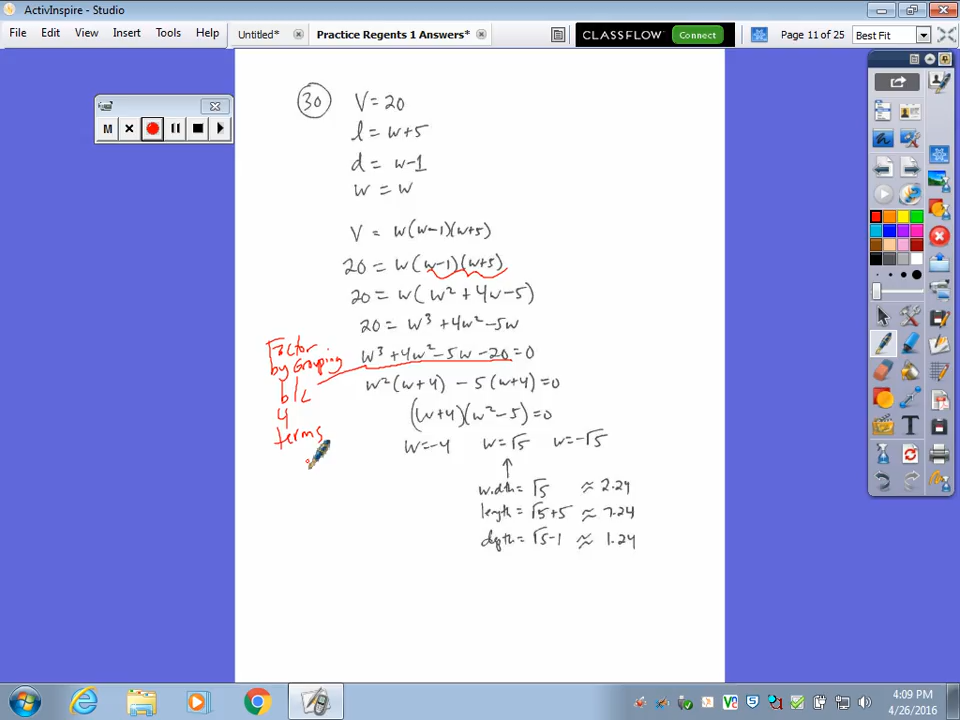 ActivInspire - Studio
File Edit View Insert Tools Help
Untitled*
Practice Regents 1 Answers*
CLASSFLOW Connect
Page 11 of 25
Best Fit
M
30
V = 20
l = w+5
d = w-1
w = w
V = w(w-1)(w+5)
20 = w(w-1)(w+5)
20 = w(w² + 4w -5)
20 = w³ + 4w² -5w
w³ + 4w² -5w -20 = 0
w²(w+4) - 5(w+4) = 0
(w+4)(w²-5) = 0
w=-4 w=√5 w=-√5
width = √5 ≈ 2.24
length = √5+5 ≈ 7.24
depth = √5-1 ≈ 1.24
Factor
by Grouping
b/c
4
terms
4:09 PM
4/26/2016